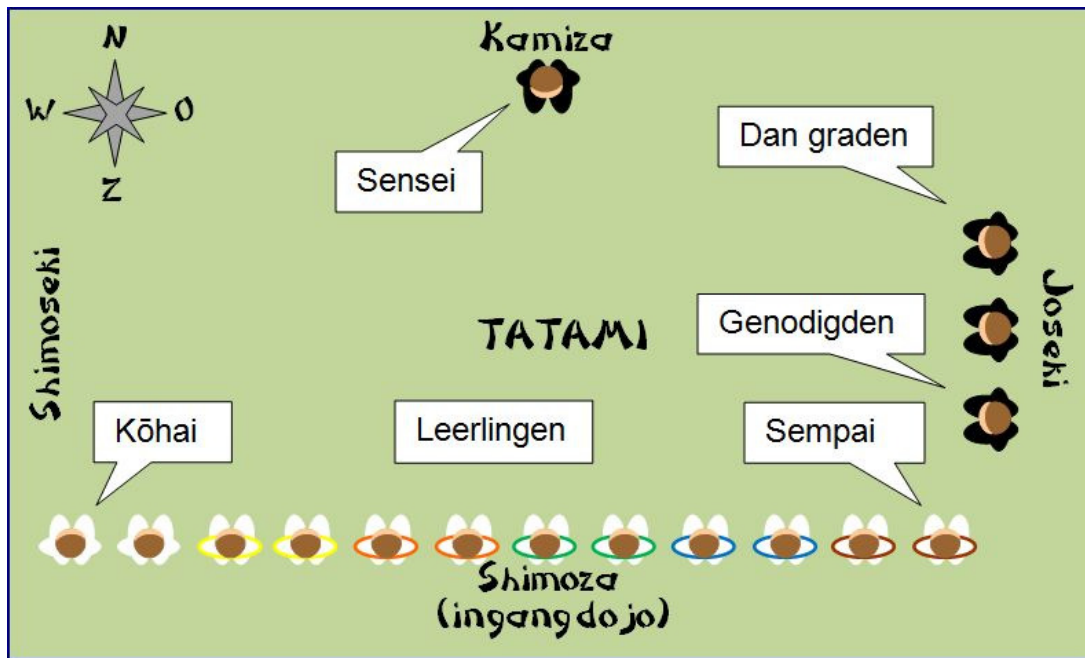 N
Kamiza
W
O
Dan graden
Sensei
Z
Shimoseki
Joseki
TATAMI
Genodigden
Kōhai
Leerlingen
Sempai
Shimoza
(ingang dojo)